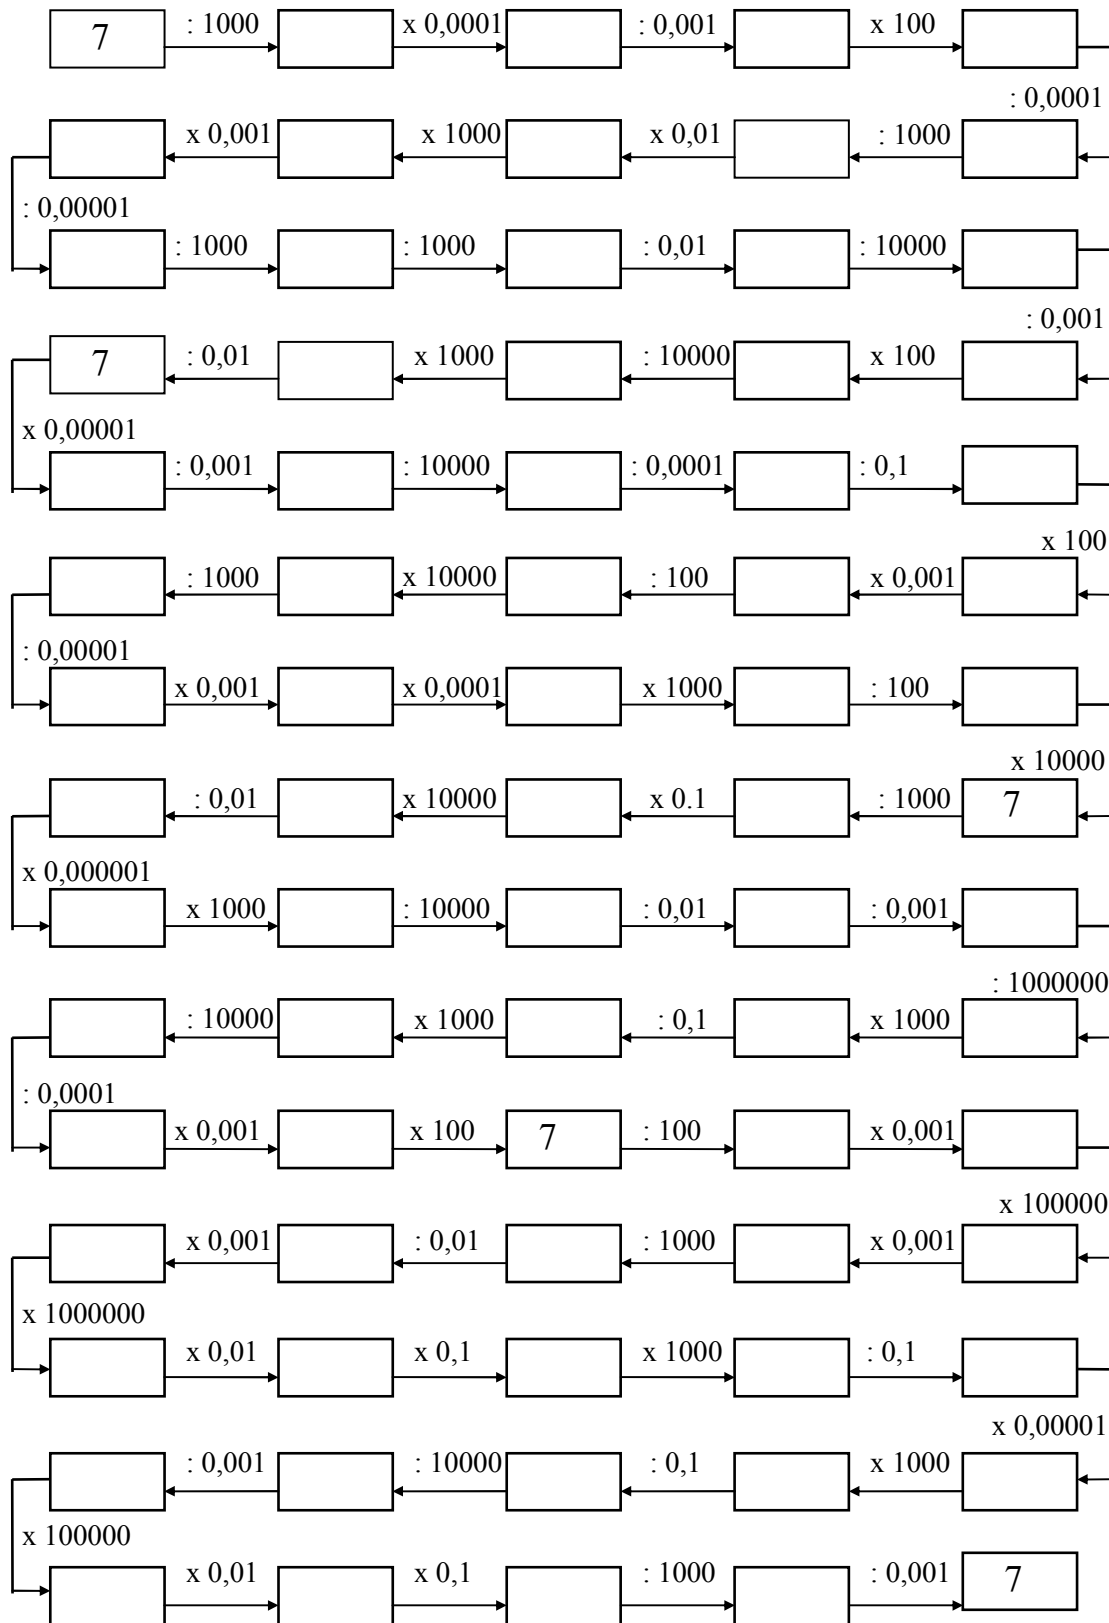 7 : 1000 x 0,0001 : 0,001 x 100
: 0,0001
x 0,001 x 1000 x 0,01 : 1000
: 0,00001
: 1000 : 1000 : 0,01 : 10000
: 0,001
7 : 0,01 x 1000 : 10000 x 100
x 0,00001
: 0,001 : 10000 : 0,0001 : 0,1
x 100
: 1000 x 10000 : 100 x 0,001
: 0,00001
x 0,001 x 0,0001 x 1000 : 100
x 10000
: 0,01 x 10000 x 0.1 : 1000 7
x 0,000001
x 1000 : 10000 : 0,01 : 0,001
: 1000000
: 10000 x 1000 : 0,1 x 1000
: 0,0001
x 0,001 x 100 7 : 100 x 0,001
x 100000
x 0,001 : 0,01 : 1000 x 0,001
x 1000000
x 0,01 x 0,1 x 1000 : 0,1
x 0,00001
: 0,001 : 10000 : 0,1 x 1000
x 100000
x 0,01 x 0,1 : 1000 : 0,001 7